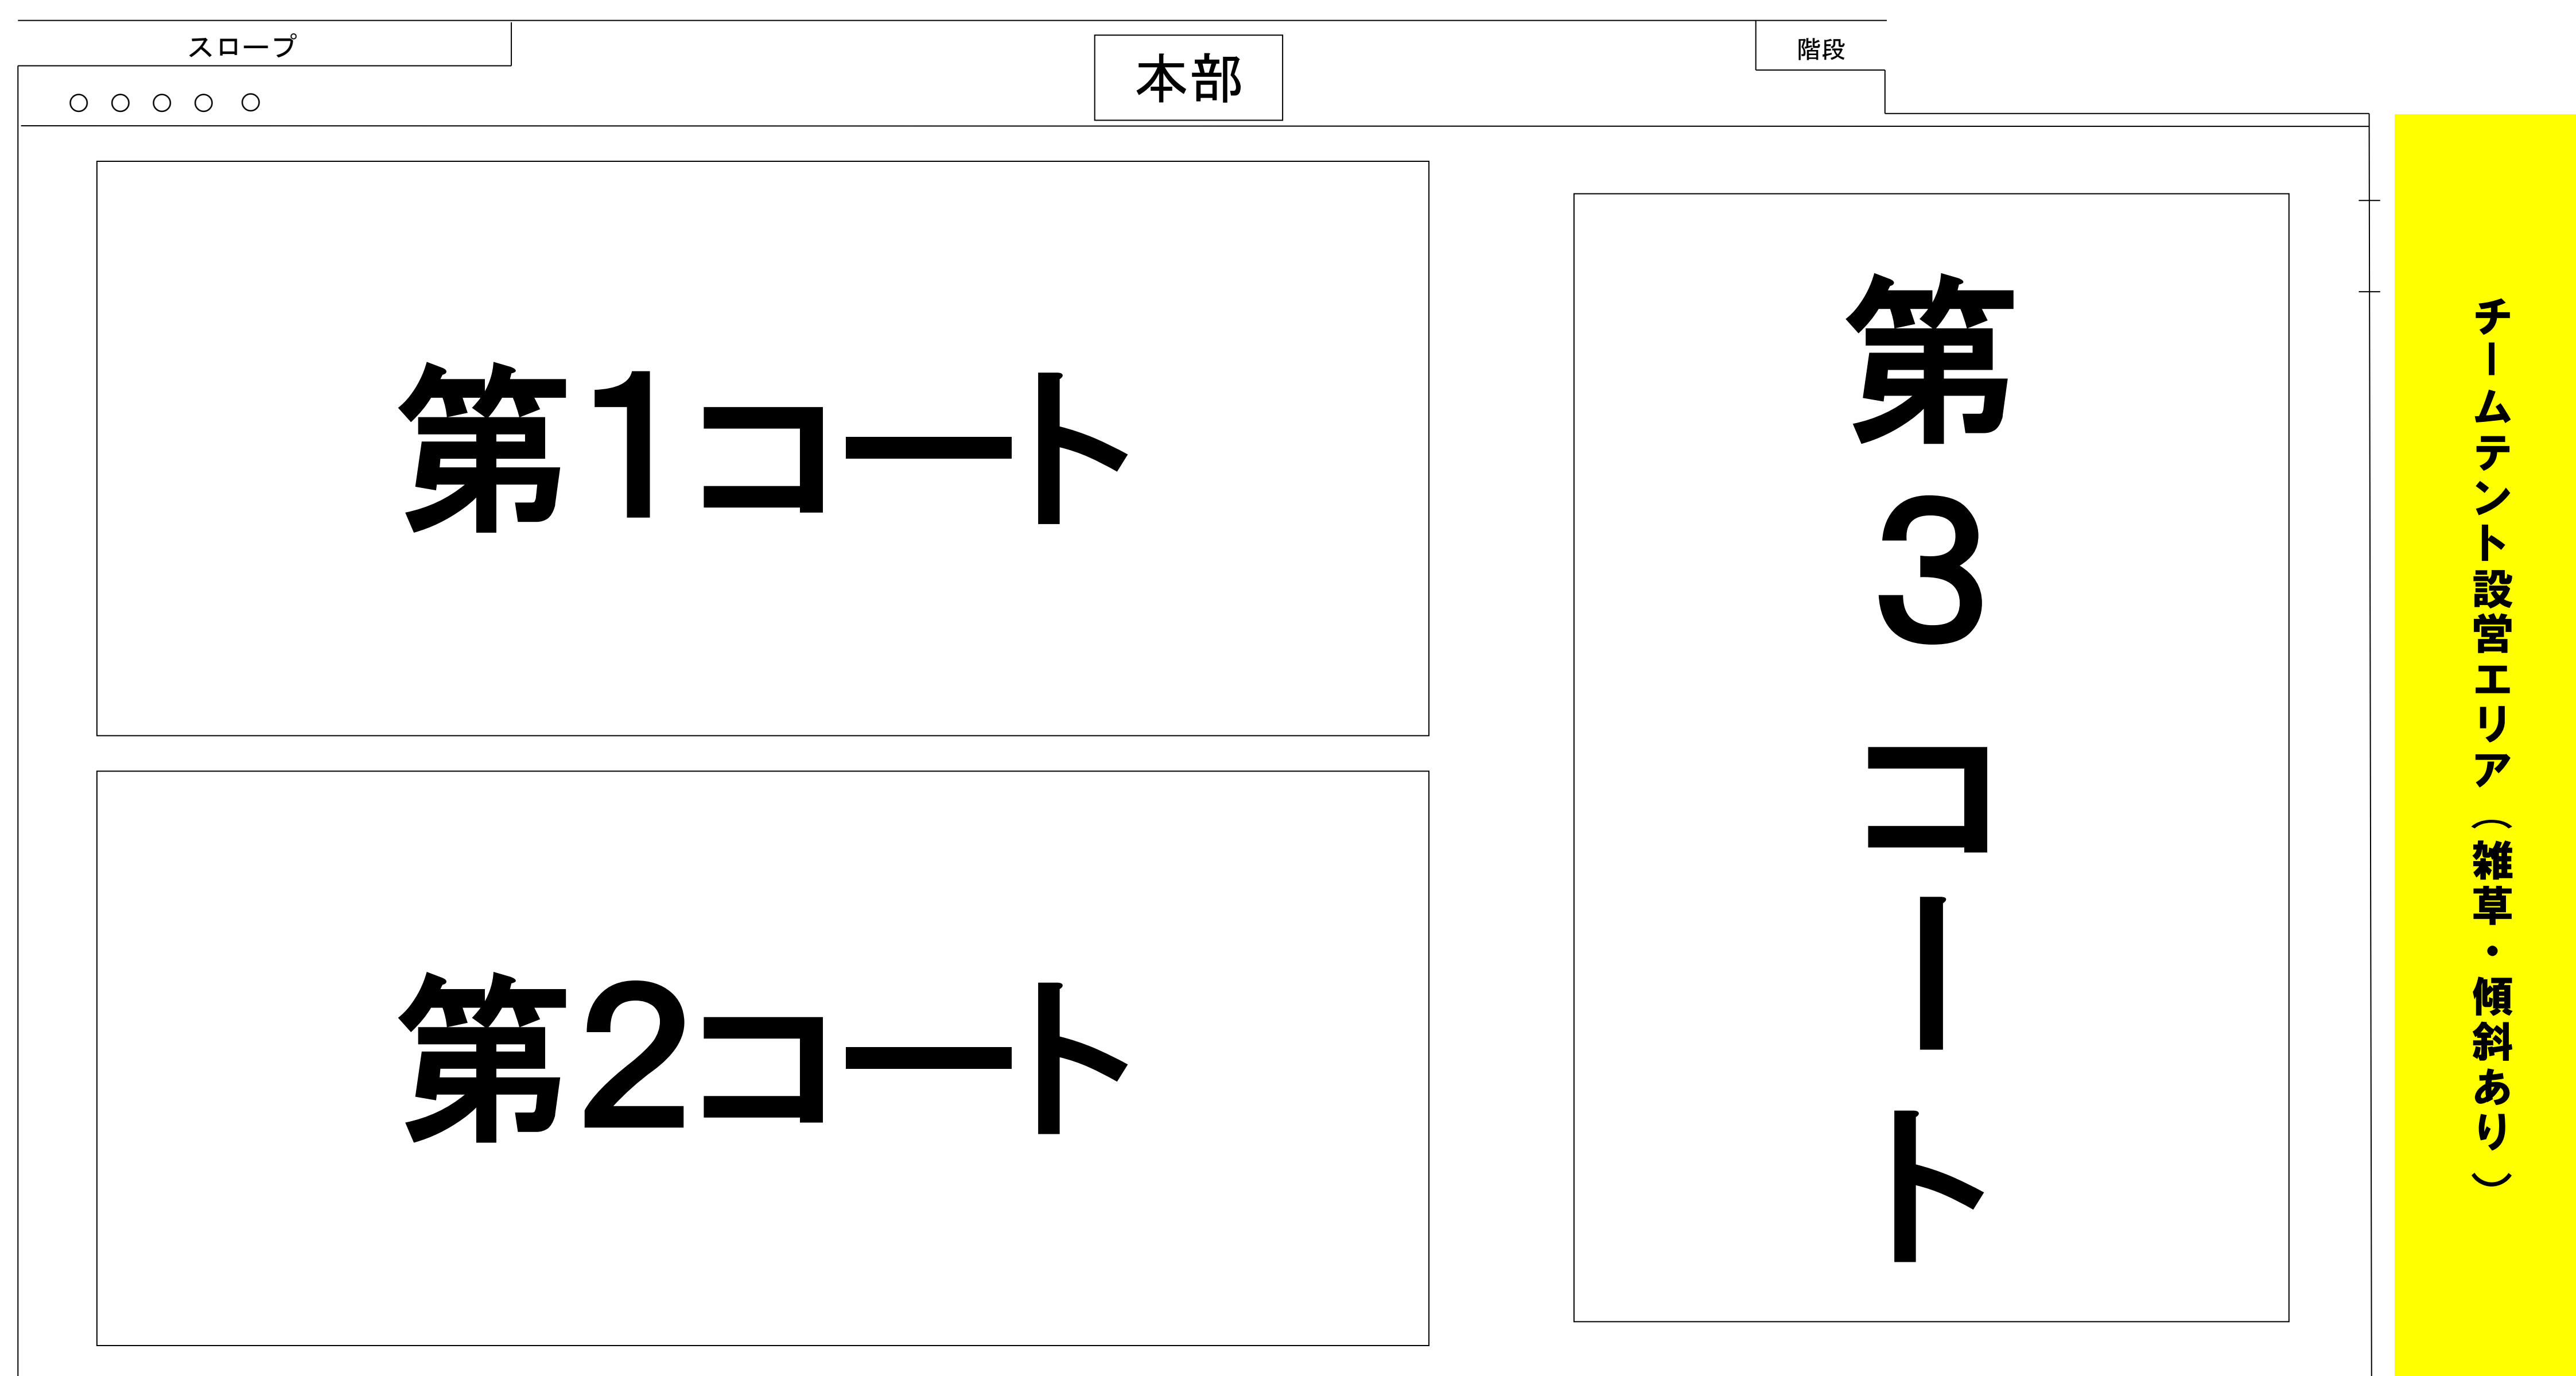 スロープ
本部
階段
第1コート
第2コート
第3コート
チームテント設営エリア（雑草・傾斜あり）